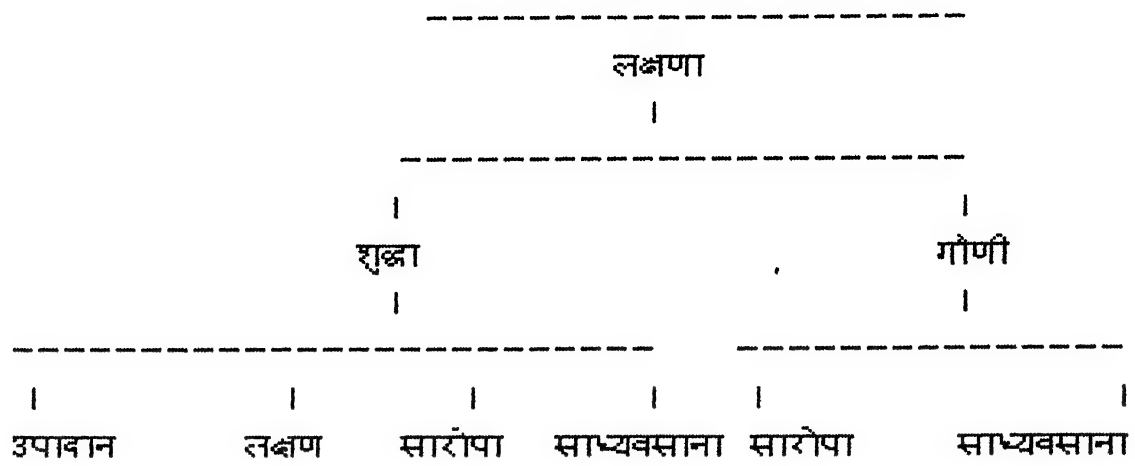 लक्षणा
शुद्धा गौणी
उपादान लक्षण सारोपा साध्यवसाना सारोपा साध्यवसाना